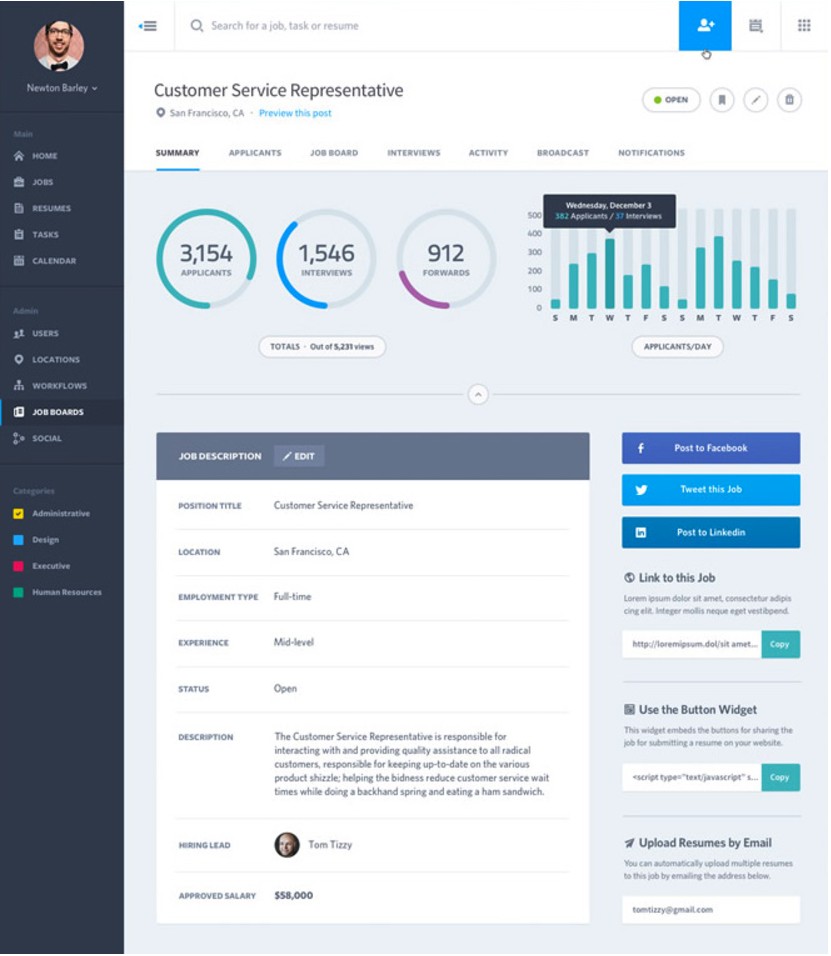 Newton Barley
Main
HOME
JOBS
RESUMES
TASKS
CALENDAR
Admin
USERS
LOCATIONS
WORKFLOWS
JOB BOARDS
SOCIAL
Categories
Administrative
Design
Executive
Human Resources
Search for a job, task or resume
Customer Service Representative
San Francisco, CA · Preview this post
OPEN
SUMMARY APPLICANTS JOB BOARD INTERVIEWS ACTIVITY BROADCAST NOTIFICATIONS
3,154
APPLICANTS
1,546
INTERVIEWS
912
FORWARDS
TOTALS · Out of 5,231 views
Wednesday, December 3
382 Applicants / 37 Interviews
500
400
300
200
100
0
S M T W T F S S M T W T F S
APPLICANTS/DAY
JOB DESCRIPTION EDIT
POSITION TITLE Customer Service Representative
LOCATION San Francisco, CA
EMPLOYMENT TYPE Full-time
EXPERIENCE Mid-level
STATUS Open
DESCRIPTION The Customer Service Representative is responsible for
interacting with and providing quality assistance to all radical
customers, responsible for keeping up-to-date on the various
product shizzle; helping the bidness reduce customer service wait
times while doing a backhand spring and eating a ham sandwich.
HIRING LEAD Tom Tizzy
APPROVED SALARY $58,000
Post to Facebook
Tweet this Job
Post to Linkedin
Link to this Job
Lorem ipsum dolor sit amet, consectetur adipis
cing elit. Integer mollis neque eget vestibpend.
http://loremipsum.dol/sit amet... Copy
Use the Button Widget
This widget embeds the buttons for sharing the
job for submitting a resume on your website.
<script type="text/javascript" s... Copy
Upload Resumes by Email
You can automatically upload multiple resumes
to this job by emailing the address below.
tomtizzy@gmail.com